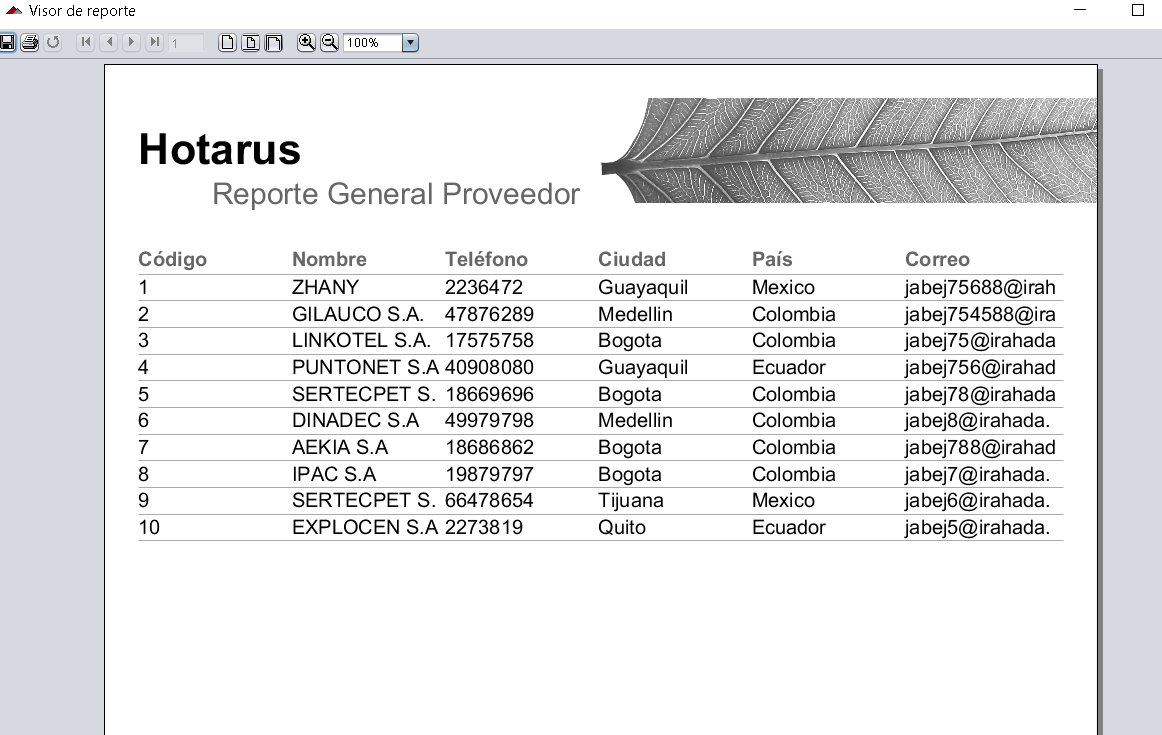 Visor de reporte
1 100%
Hotarus
Reporte General Proveedor
Código Nombre Teléfono Ciudad País Correo
1 ZHANY 2236472 Guayaquil Mexico jabej75688@irah
2 GILAUCO S.A. 47876289 Medellin Colombia jabej754588@ira
3 LINKOTEL S.A. 17575758 Bogota Colombia jabej75@irahada
4 PUNTONET S.A 40908080 Guayaquil Ecuador jabej756@irahad
5 SERTECPET S. 18669696 Bogota Colombia jabej78@irahada
6 DINADEC S.A 49979798 Medellin Colombia jabej8@irahada.
7 AEKIA S.A 18686862 Bogota Colombia jabej788@irahad
8 IPAC S.A 19879797 Bogota Colombia jabej7@irahada.
9 SERTECPET S. 66478654 Tijuana Mexico jabej6@irahada.
10 EXPLOCEN S.A 2273819 Quito Ecuador jabej5@irahada.